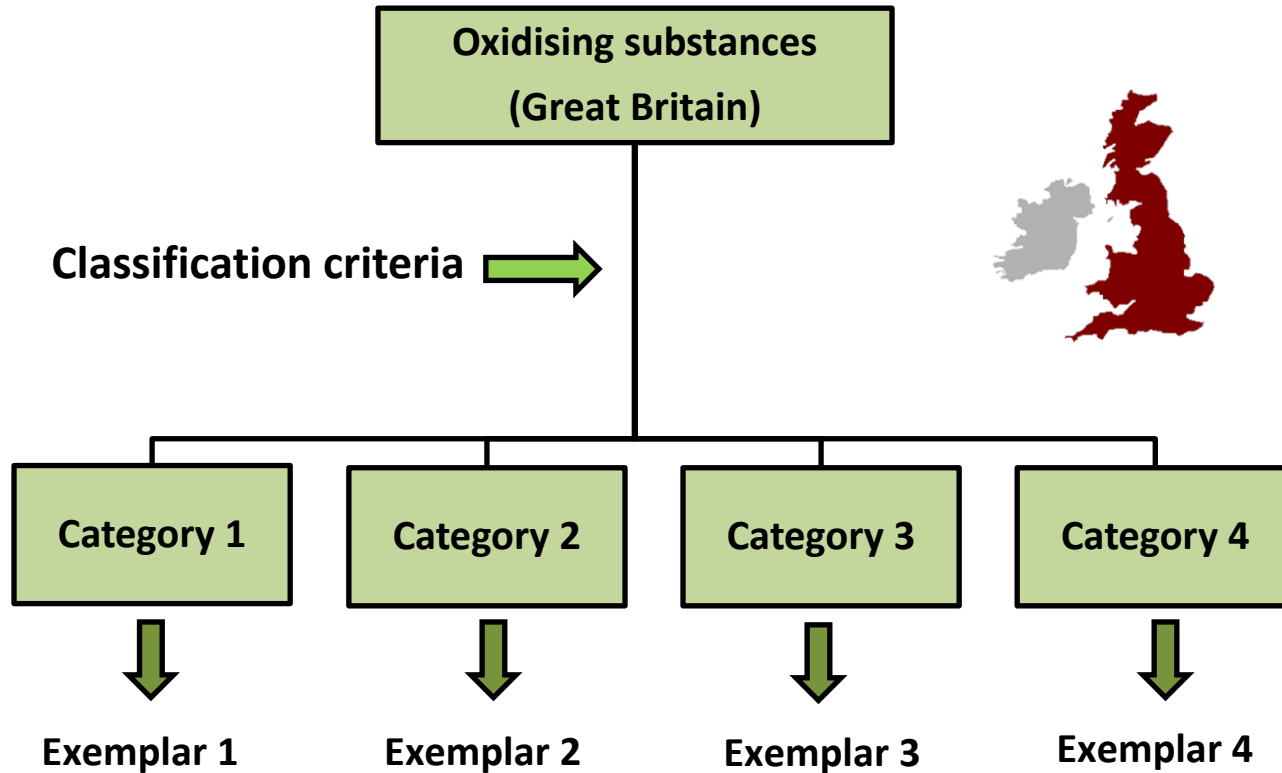 Oxidising substances
(Great Britain)
Classification criteria
Category 1
Category 2
Category 3
Category 4
Exemplar 1
Exemplar 2
Exemplar 3
Exemplar 4